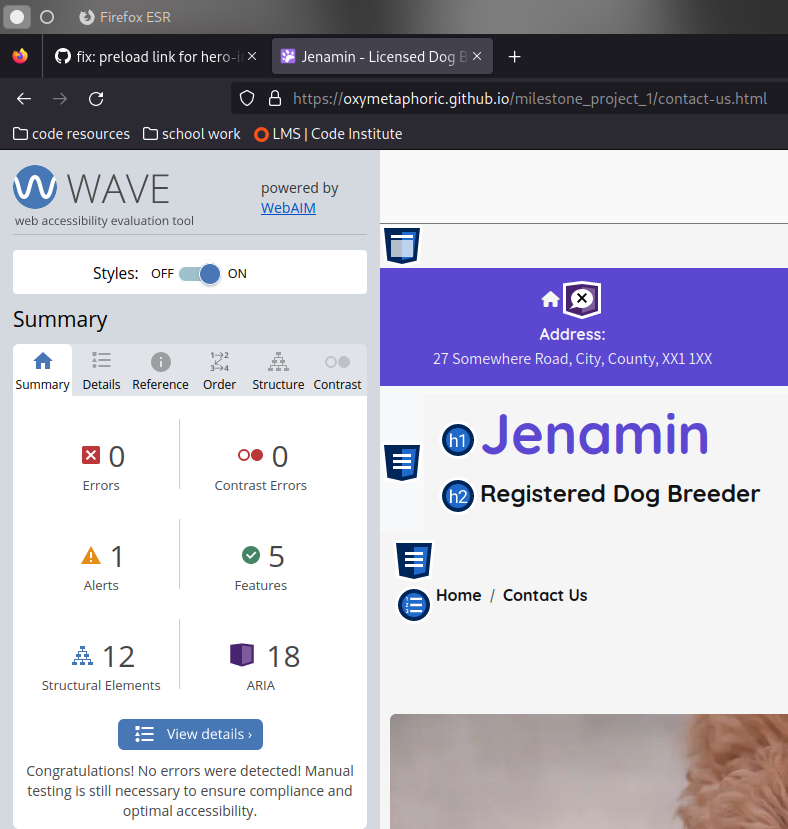 Firefox ESR
fix: preload link for hero-i
Jenamin - Licensed Dog B
https://oxymetaphoric.github.io/milestone_project_1/contact-us.html
code resources school work LMS | Code Institute
WAVE
web accessibility evaluation tool
powered by
WebAIM
Styles: OFF ON
Summary
Summary Details Reference Order Structure Contrast
1→2
3→4
0
Errors
0
Contrast Errors
1
Alerts
5
Features
12
Structural Elements
18
ARIA
View details ›
Congratulations! No errors were detected! Manual
testing is still necessary to ensure compliance and
optimal accessibility.
Address:
27 Somewhere Road, City, County, XX1 1XX
h1 Jenamin
h2 Registered Dog Breeder
Home / Contact Us